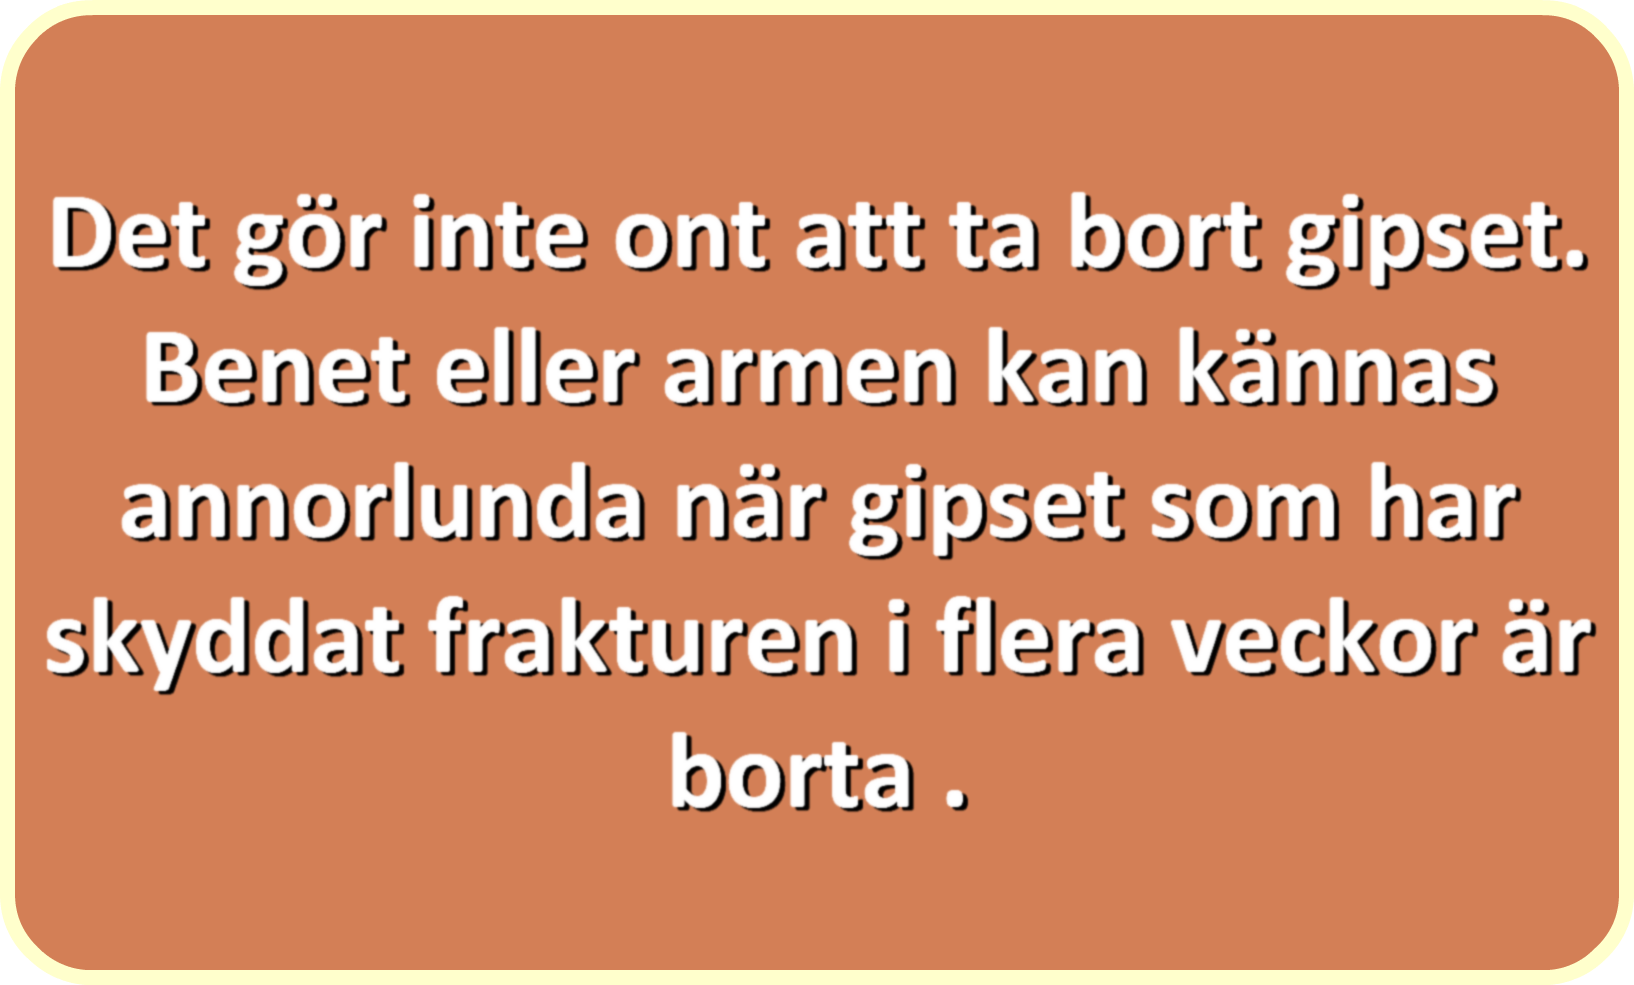 Det gör inte ont att ta bort gipset.
Benet eller armen kan kännas
annorlunda när gipset som har
skyddat frakturen i flera veckor är
borta .